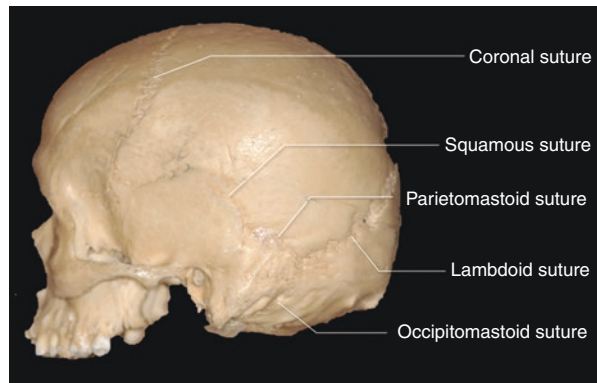 Coronal suture
Squamous suture
Parietomastoid suture
Lambdoid suture
Occipitomastoid suture